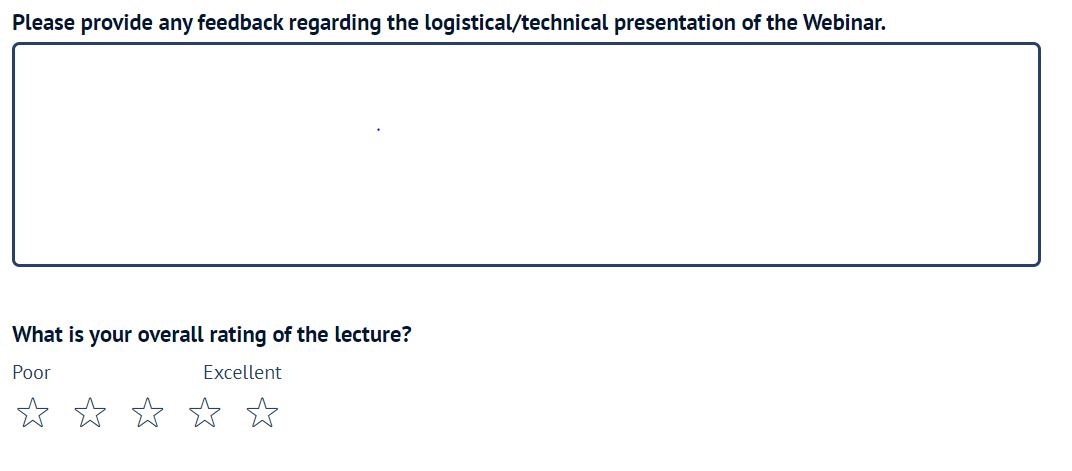 Please provide any feedback regarding the logistical/technical presentation of the Webinar.
What is your overall rating of the lecture?
Poor Excellent